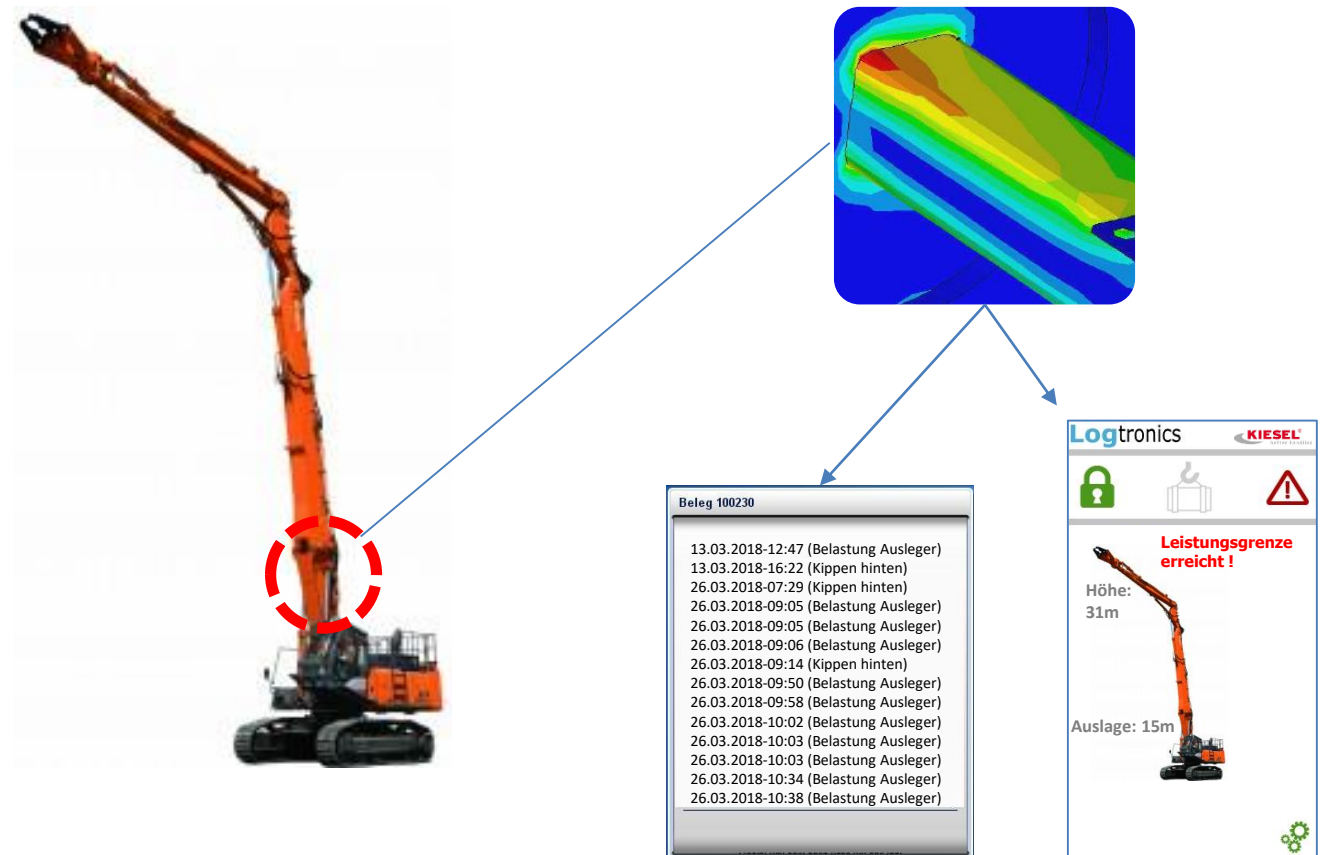 Beleg 100230
13.03.2018-12:47 (Belastung Ausleger)
13.03.2018-16:22 (Kippen hinten)
26.03.2018-07:29 (Kippen hinten)
26.03.2018-09:05 (Belastung Ausleger)
26.03.2018-09:05 (Belastung Ausleger)
26.03.2018-09:06 (Belastung Ausleger)
26.03.2018-09:14 (Kippen hinten)
26.03.2018-09:50 (Belastung Ausleger)
26.03.2018-09:58 (Belastung Ausleger)
26.03.2018-10:02 (Belastung Ausleger)
26.03.2018-10:03 (Belastung Ausleger)
26.03.2018-10:03 (Belastung Ausleger)
26.03.2018-10:34 (Belastung Ausleger)
26.03.2018-10:38 (Belastung Ausleger)
Logtronics
KIESEL®
Leistungsgrenze
erreicht !
Höhe:
31m
Auslage: 15m